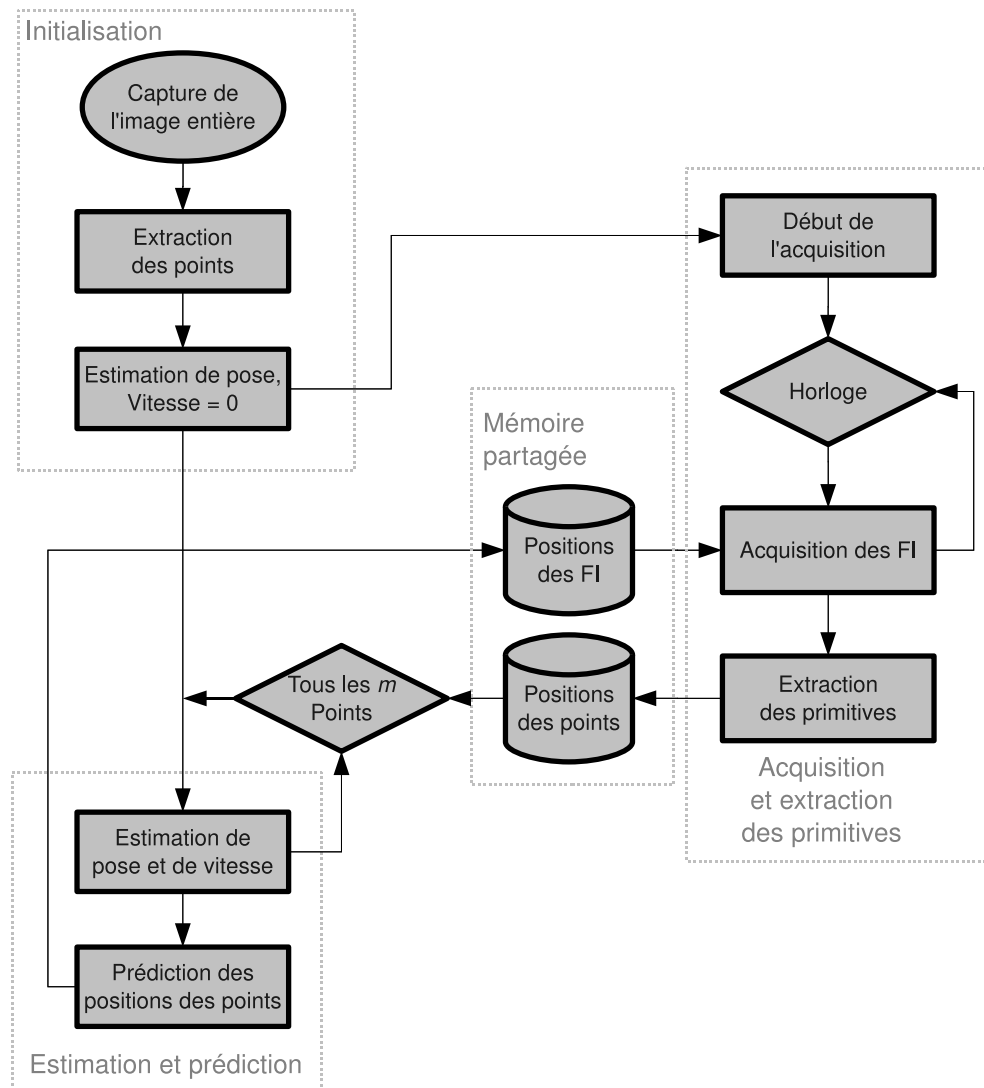 Initialisation
Capture de
l'image entière
Extraction
des points
Estimation de pose,
Vitesse = 0
Début de
l'acquisition
Horloge
Mémoire
partagée
Positions
des FI
Acquisition des FI
Tous les m
Points
Positions
des points
Extraction
des primitives
Acquisition
et extraction
des primitives
Estimation de
pose et de vitesse
Prédiction des
positions des points
Estimation et prédiction